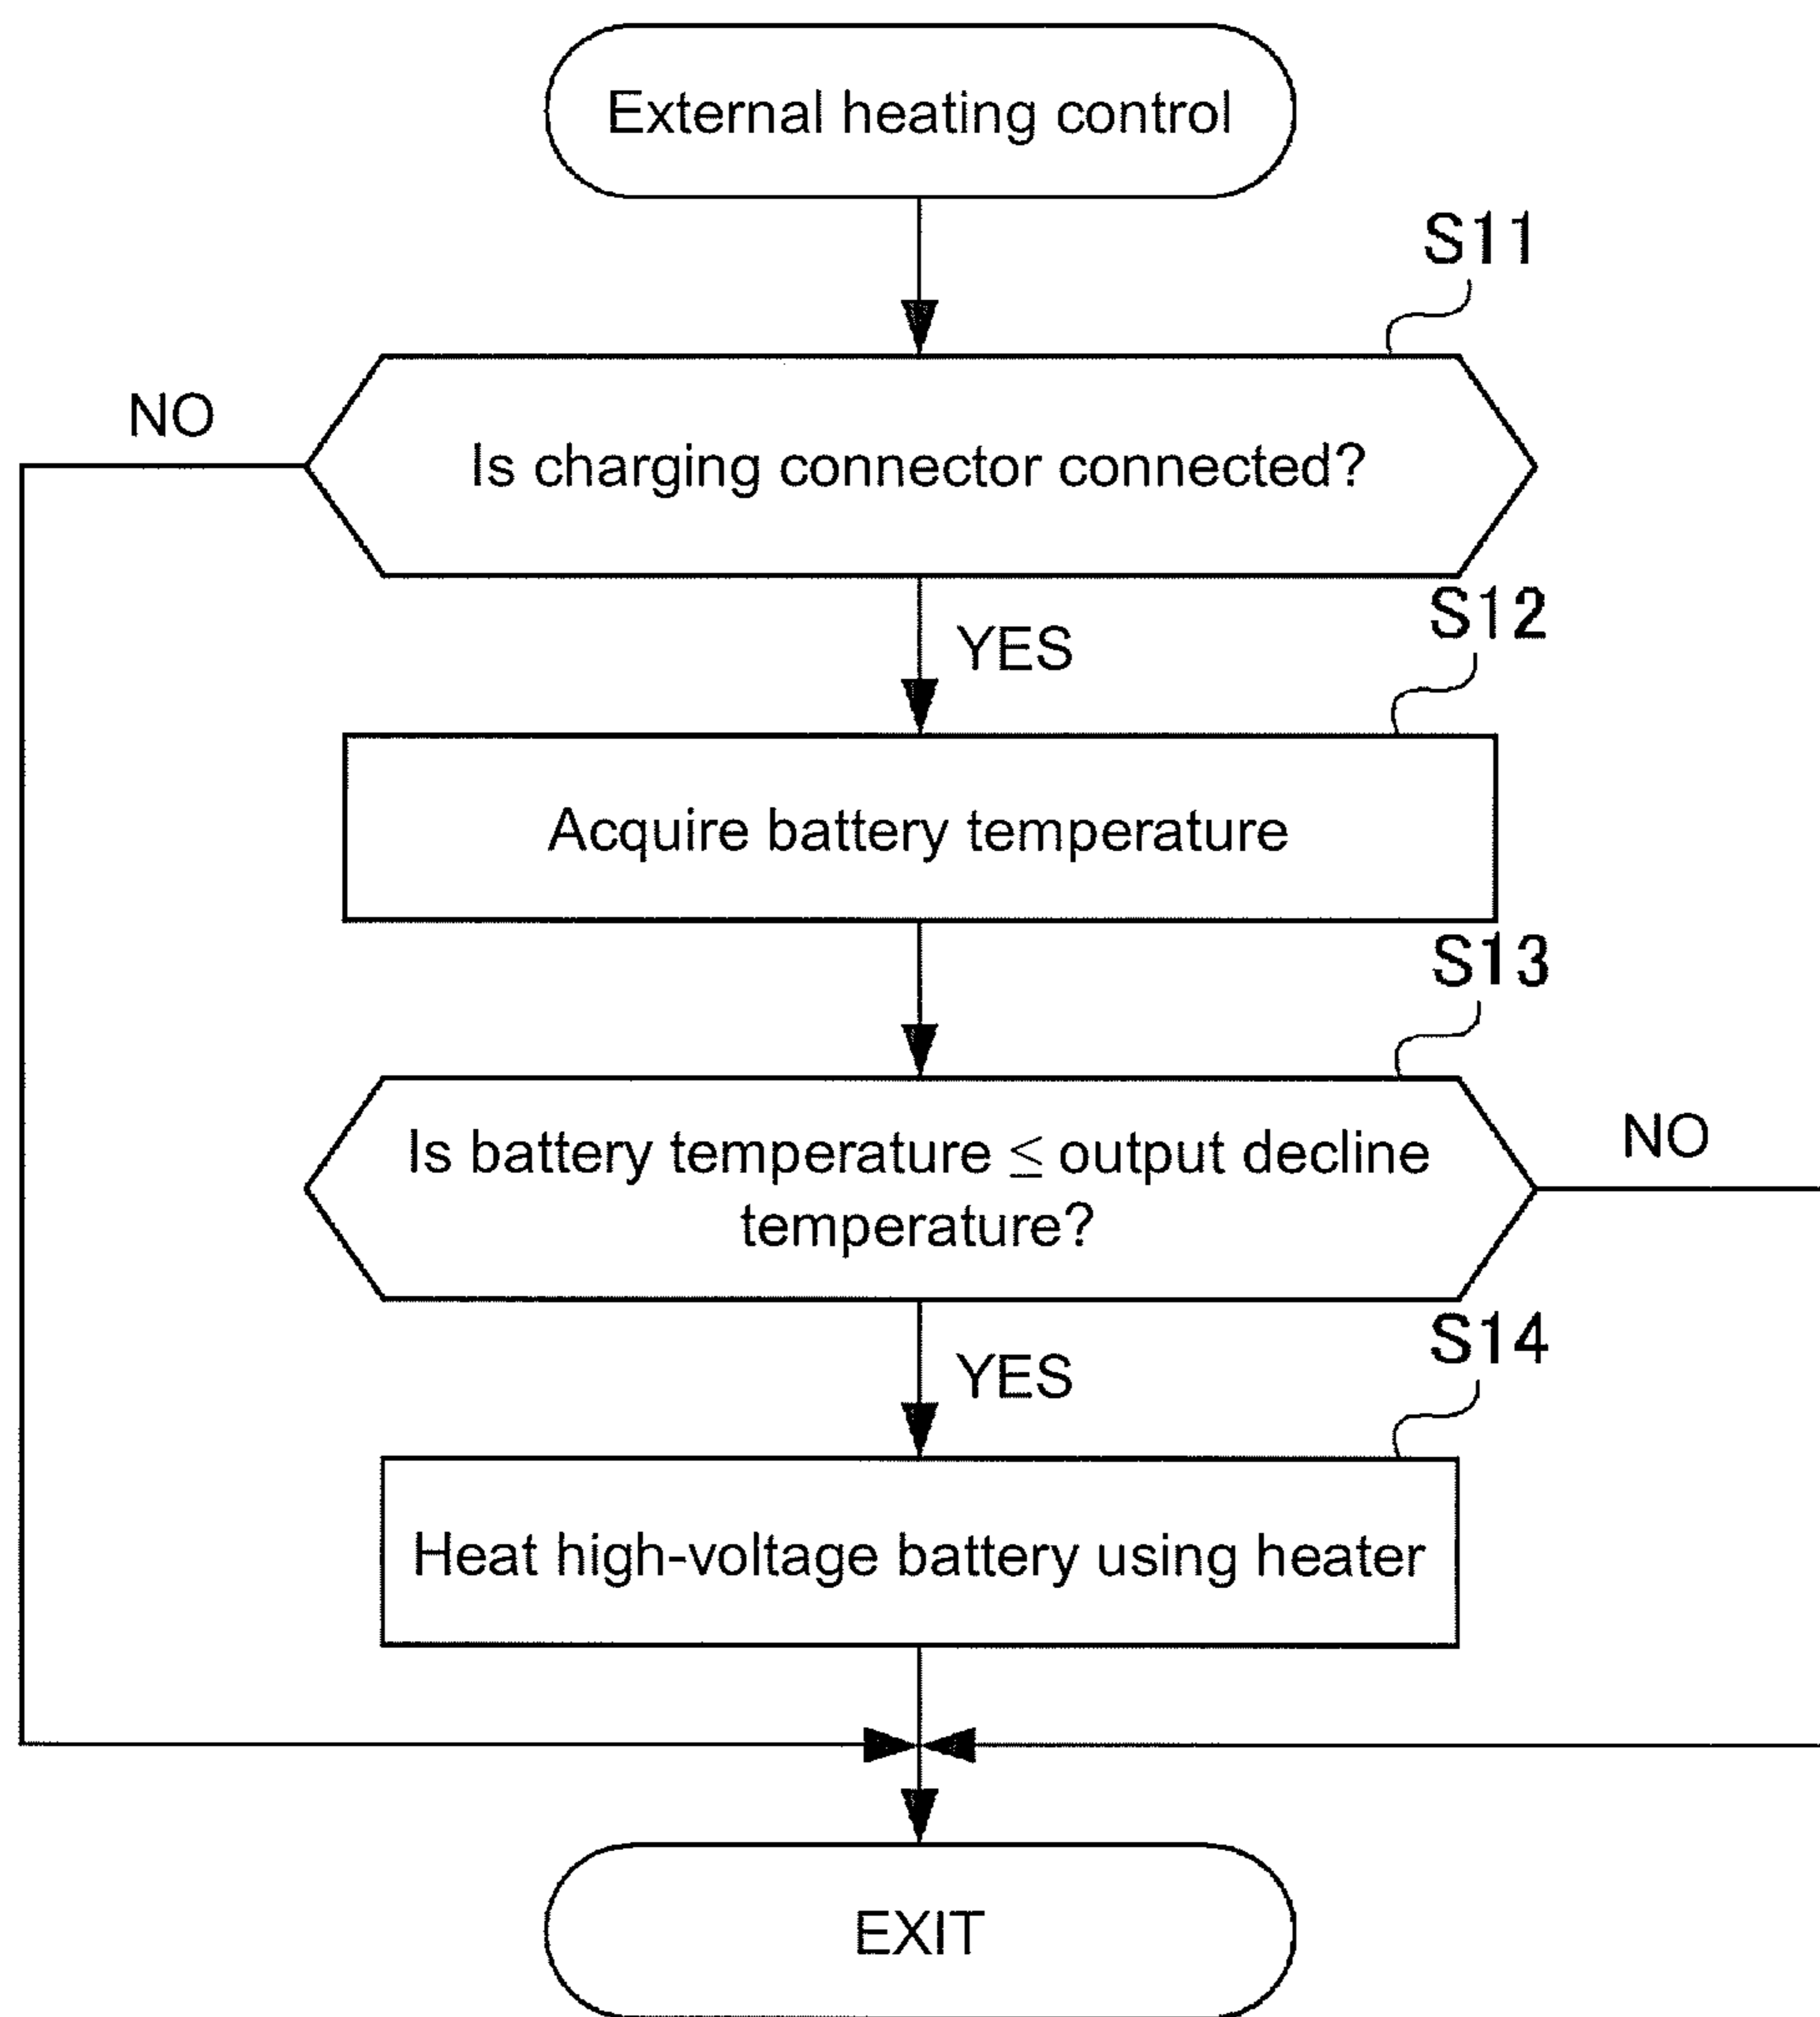 External heating control
S11
NO
Is charging connector connected?
YES
S12
Acquire battery temperature
S13
Is battery temperature ≤ output decline
temperature?
NO
YES
S14
Heat high-voltage battery using heater
EXIT